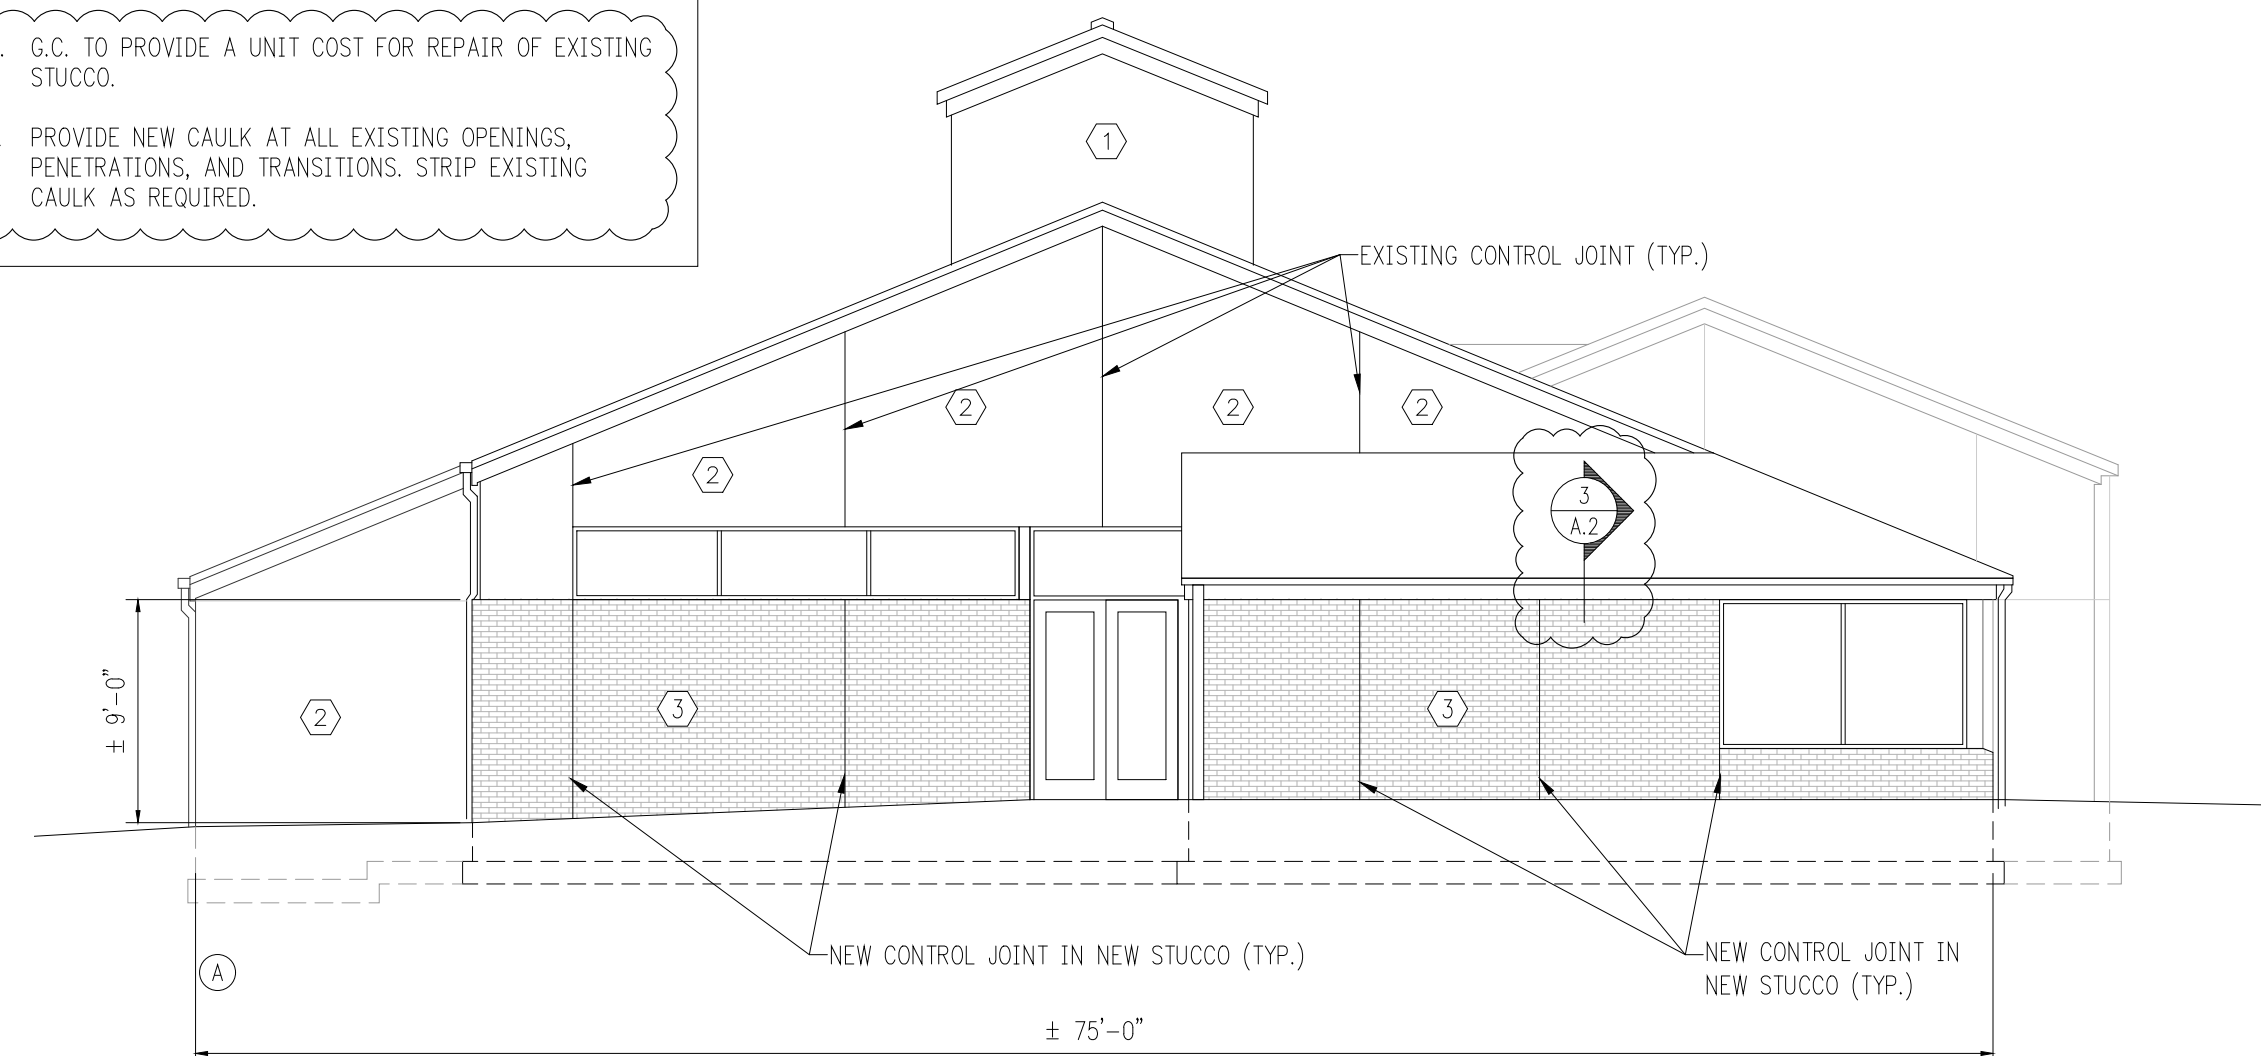 G.C. TO PROVIDE A UNIT COST FOR REPAIR OF EXISTING
STUCCO.
PROVIDE NEW CAULK AT ALL EXISTING OPENINGS,
PENETRATIONS, AND TRANSITIONS. STRIP EXISTING
CAULK AS REQUIRED.
1
EXISTING CONTROL JOINT (TYP.)
2
2
2
2
3
A.2
± 9'-0"
2
3
3
NEW CONTROL JOINT IN NEW STUCCO (TYP.)
NEW CONTROL JOINT IN
NEW STUCCO (TYP.)
A
± 75'-0"